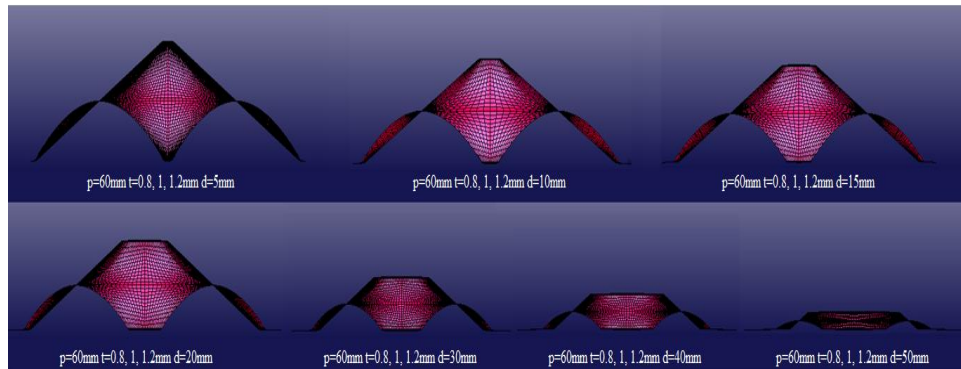 p=60mm t=0.8, 1, 1.2mm d=5mm
p=60mm t=0.8, 1, 1.2mm d=10mm
p=60mm t=0.8, 1, 1.2mm d=15mm
p=60mm t=0.8, 1, 1.2mm d=20mm
p=60mm t=0.8, 1, 1.2mm d=30mm
p=60mm t=0.8, 1, 1.2mm d=40mm
p=60mm t=0.8, 1, 1.2mm d=50mm